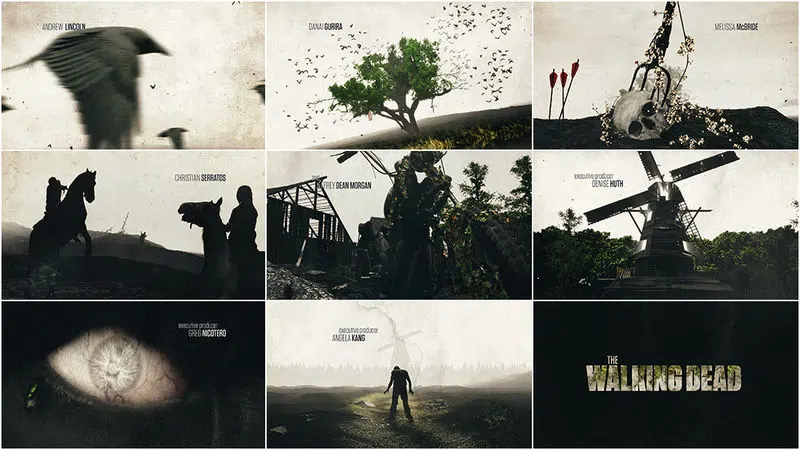 ANDREW LINCOLN
DANAI GURIRA
MELISSA McBRIDE
CHRISTIAN SERRATOS
FREY DEAN MORGAN
executive producer
DENISE HUTH
executive producer
GREG NICOTERO
executive producer
ANGELA KANG
THE
WALKING DEAD